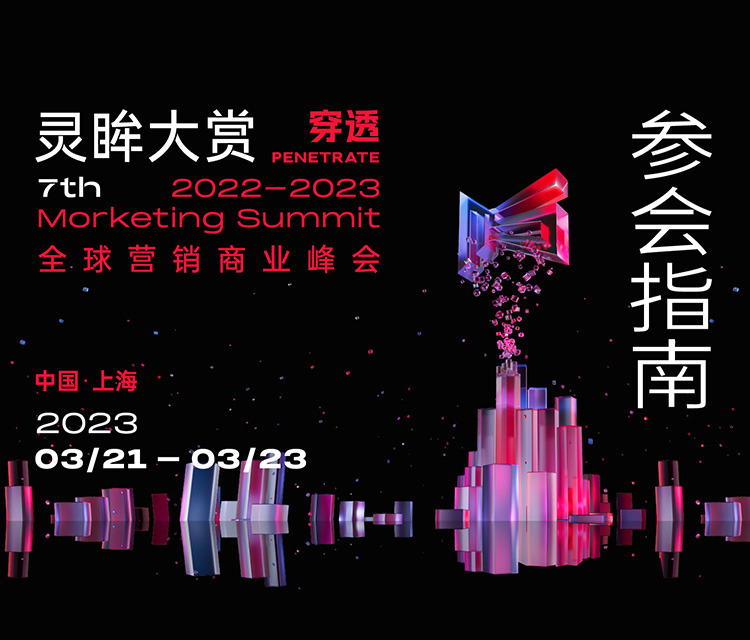 灵眸大赏
穿透
PENETRATE
7th 2022—2023
Morketing Summit
全球营销商业峰会
中国·上海
2023
03/21 — 03/23
参会指南